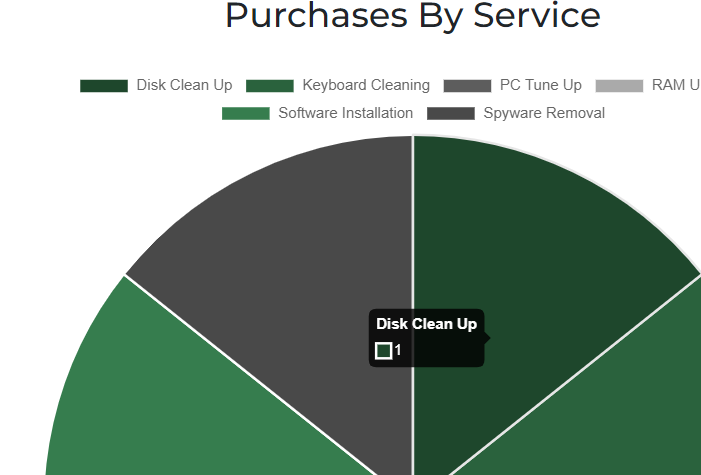 Purchases By Service
Disk Clean Up Keyboard Cleaning PC Tune Up RAM U
Software Installation Spyware Removal
Disk Clean Up
1